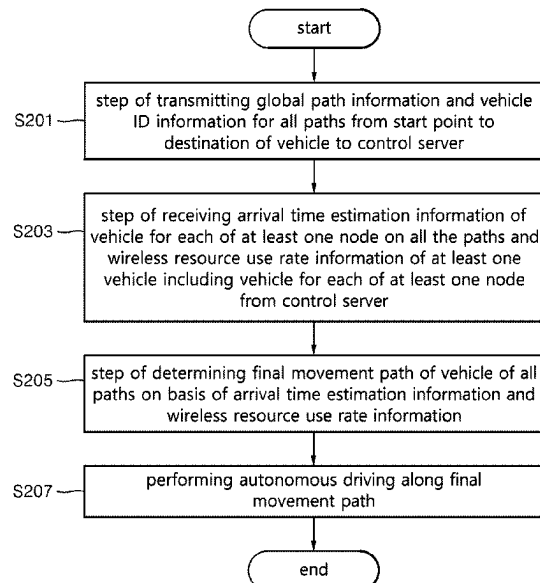 start
S201
step of transmitting global path information and vehicle
ID information for all paths from start point to
destination of vehicle to control server
S203
step of receiving arrival time estimation information of
vehicle for each of at least one node on all the paths and
wireless resource use rate information of at least one
vehicle including vehicle for each of at least one node
from control server
S205
step of determining final movement path of vehicle of all
paths on basis of arrival time estimation information and
wireless resource use rate information
S207
performing autonomous driving along final
movement path
end